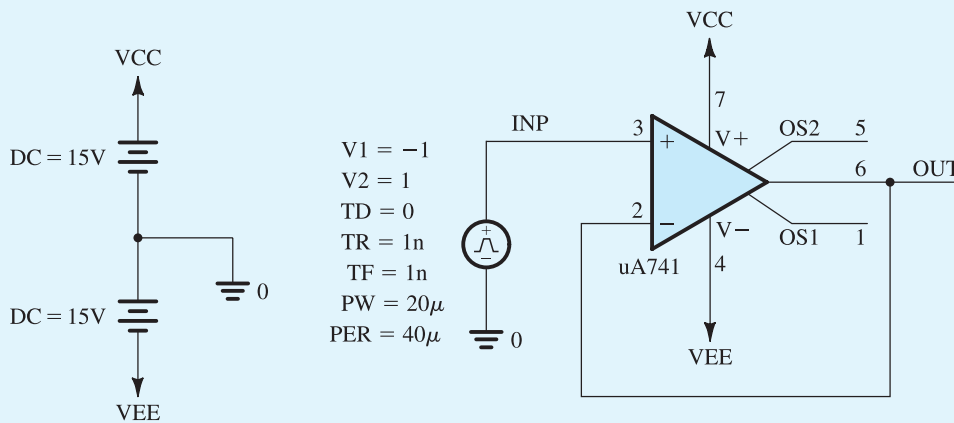 VCC
DC = 15V
0
DC = 15V
VEE
V1 = −1
V2 = 1
TD = 0
TR = 1n
TF = 1n
PW = 20μ
PER = 40μ
INP
+
−
0
VCC
7
3
+
V+
OS2
5
6
OUT
2
−
V−
OS1
1
uA741
4
VEE